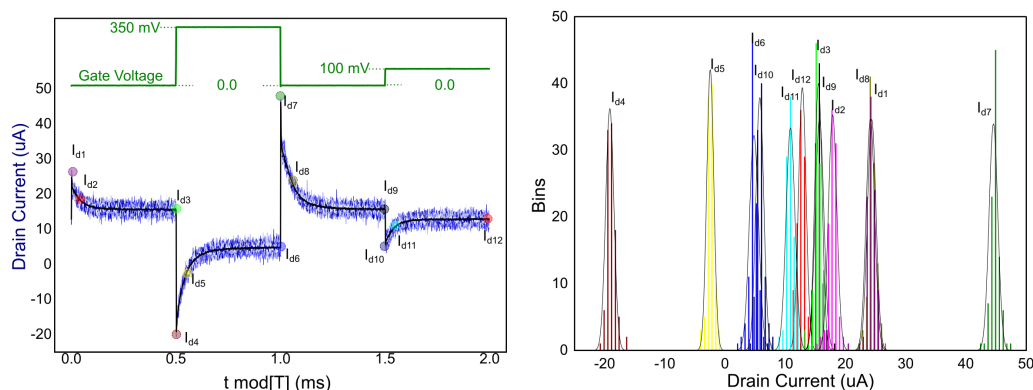 350 mV
100 mV
Gate Voltage
0.0
0.0
50
40
30
20
10
0
-10
-20
Drain Current (uA)
Id1
Id2
Id3
Id4
Id5
Id6
Id7
Id8
Id9
Id10
Id11
Id12
0.0
0.5
1.0
1.5
2.0
t mod[T] (ms)
50
40
30
20
10
0
Bins
Id4
Id5
Id6
Id10
Id11
Id12
Id3
Id9
Id2
Id8
Id1
Id7
-20
-10
0
10
20
30
50
Drain Current (uA)